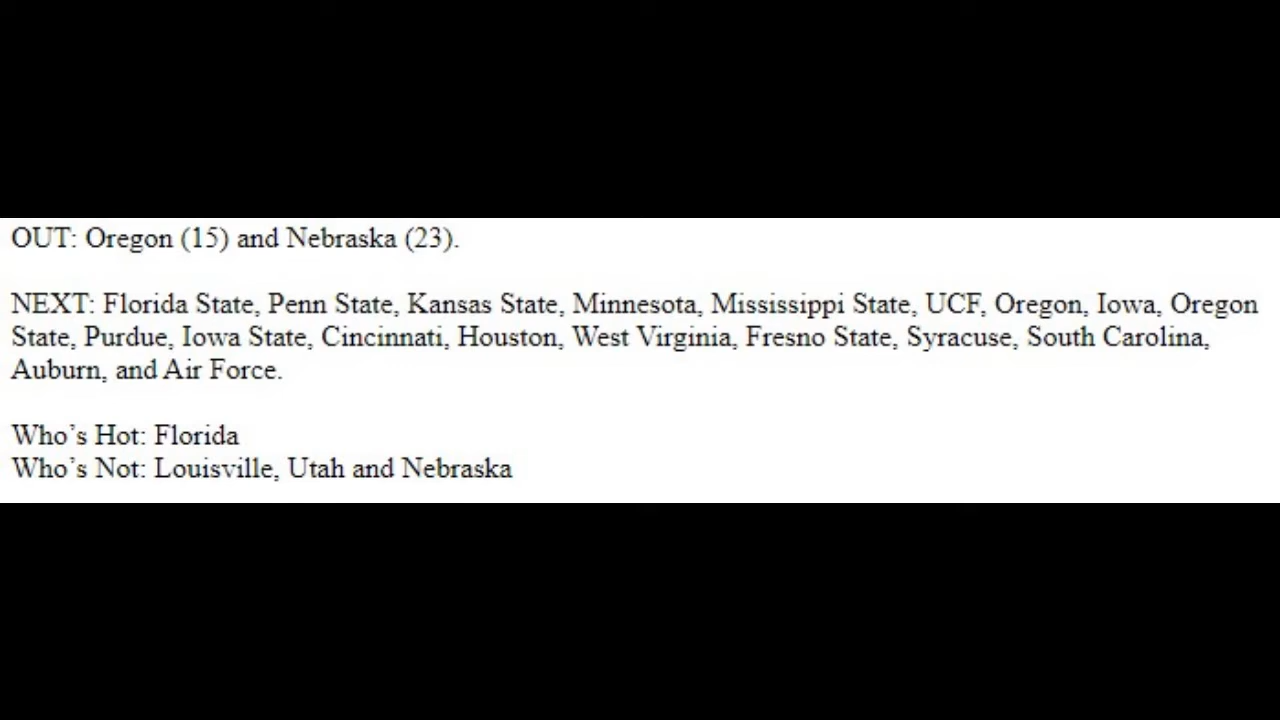 OUT: Oregon (15) and Nebraska (23).
NEXT: Florida State, Penn State, Kansas State, Minnesota, Mississippi State, UCF, Oregon, Iowa, Oregon
State, Purdue, Iowa State, Cincinnati, Houston, West Virginia, Fresno State, Syracuse, South Carolina,
Auburn, and Air Force.
Who’s Hot: Florida
Who’s Not: Louisville, Utah and Nebraska